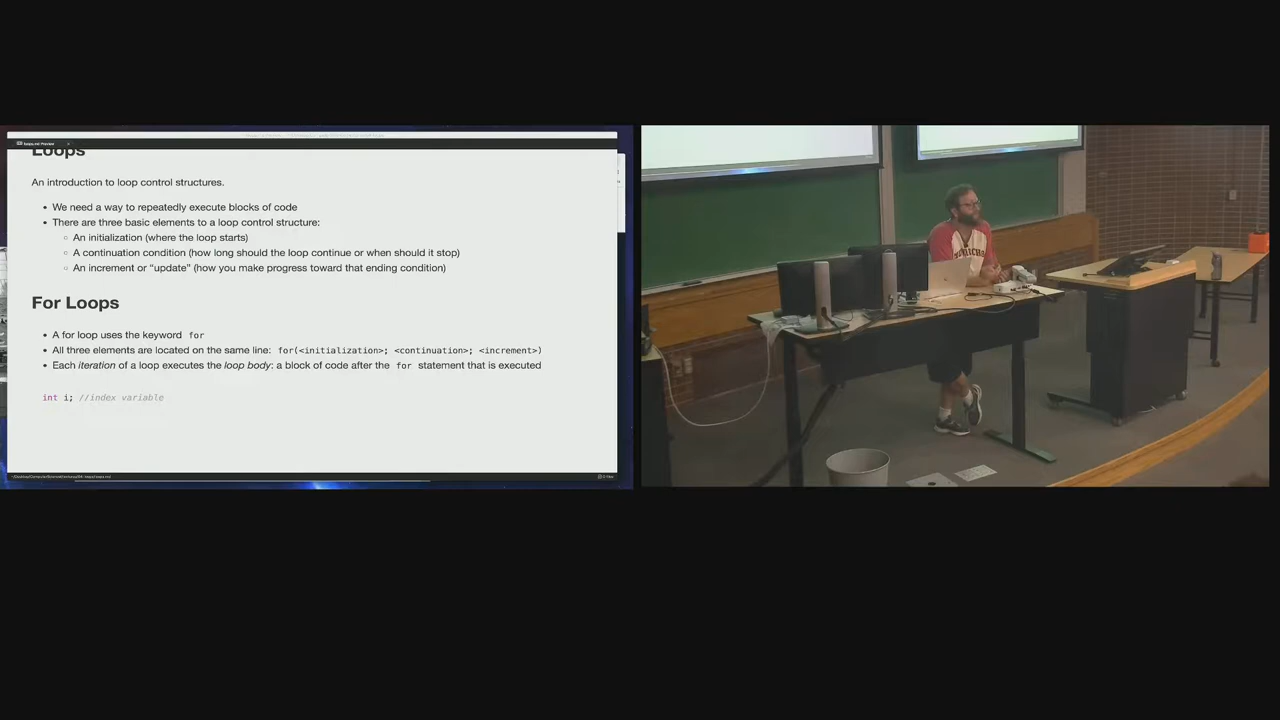 Loops
An introduction to loop control structures.
• We need a way to repeatedly execute blocks of code
• There are three basic elements to a loop control structure:
◦ An initialization (where the loop starts)
◦ A continuation condition (how long should the loop continue or when should it stop)
◦ An increment or “update” (how you make progress toward that ending condition)
For Loops
• A for loop uses the keyword for
• All three elements are located on the same line: for(<initialization>; <continuation>; <increment>)
• Each iteration of a loop executes the loop body: a block of code after the for statement that is executed
int i; //index variable